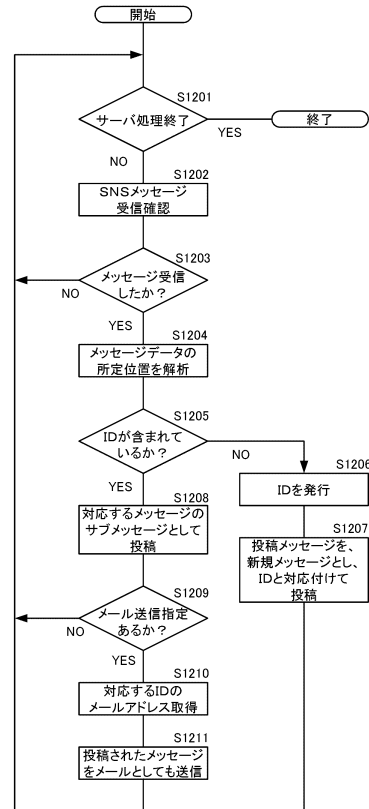 開始
S1201
サーバ処理終了
YES
終了
NO
S1202
SNSメッセージ
受信確認
S1203
メッセージ受信
したか？
NO
YES
S1204
メッセージデータの
所定位置を解析
S1205
IDが含まれて
いるか？
NO
YES
S1206
IDを発行
S1208
対応するメッセージの
サブメッセージとして
投稿
S1207
投稿メッセージを、
新規メッセージとし、
IDと対応付けて
投稿
S1209
メール送信指定
あるか？
NO
YES
S1210
対応するIDの
メールアドレス取得
S1211
投稿されたメッセージ
をメールとしても送信